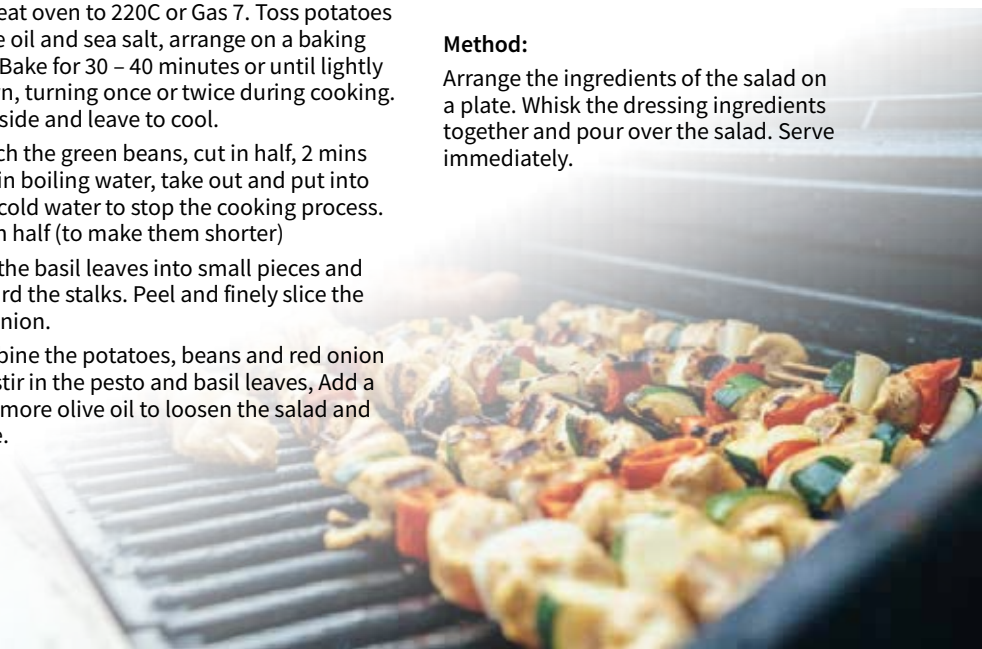 eat oven to 220C or Gas 7. Toss potatoes
e oil and sea salt, arrange on a baking
Bake for 30 – 40 minutes or until lightly
n, turning once or twice during cooking.
side and leave to cool.
ch the green beans, cut in half, 2 mins
in boiling water, take out and put into
cold water to stop the cooking process.
n half (to make them shorter)
the basil leaves into small pieces and
rd the stalks. Peel and finely slice the
nion.
bine the potatoes, beans and red onion
stir in the pesto and basil leaves, Add a
more olive oil to loosen the salad and
e.
Method:
Arrange the ingredients of the salad on
a plate. Whisk the dressing ingredients
together and pour over the salad. Serve
immediately.